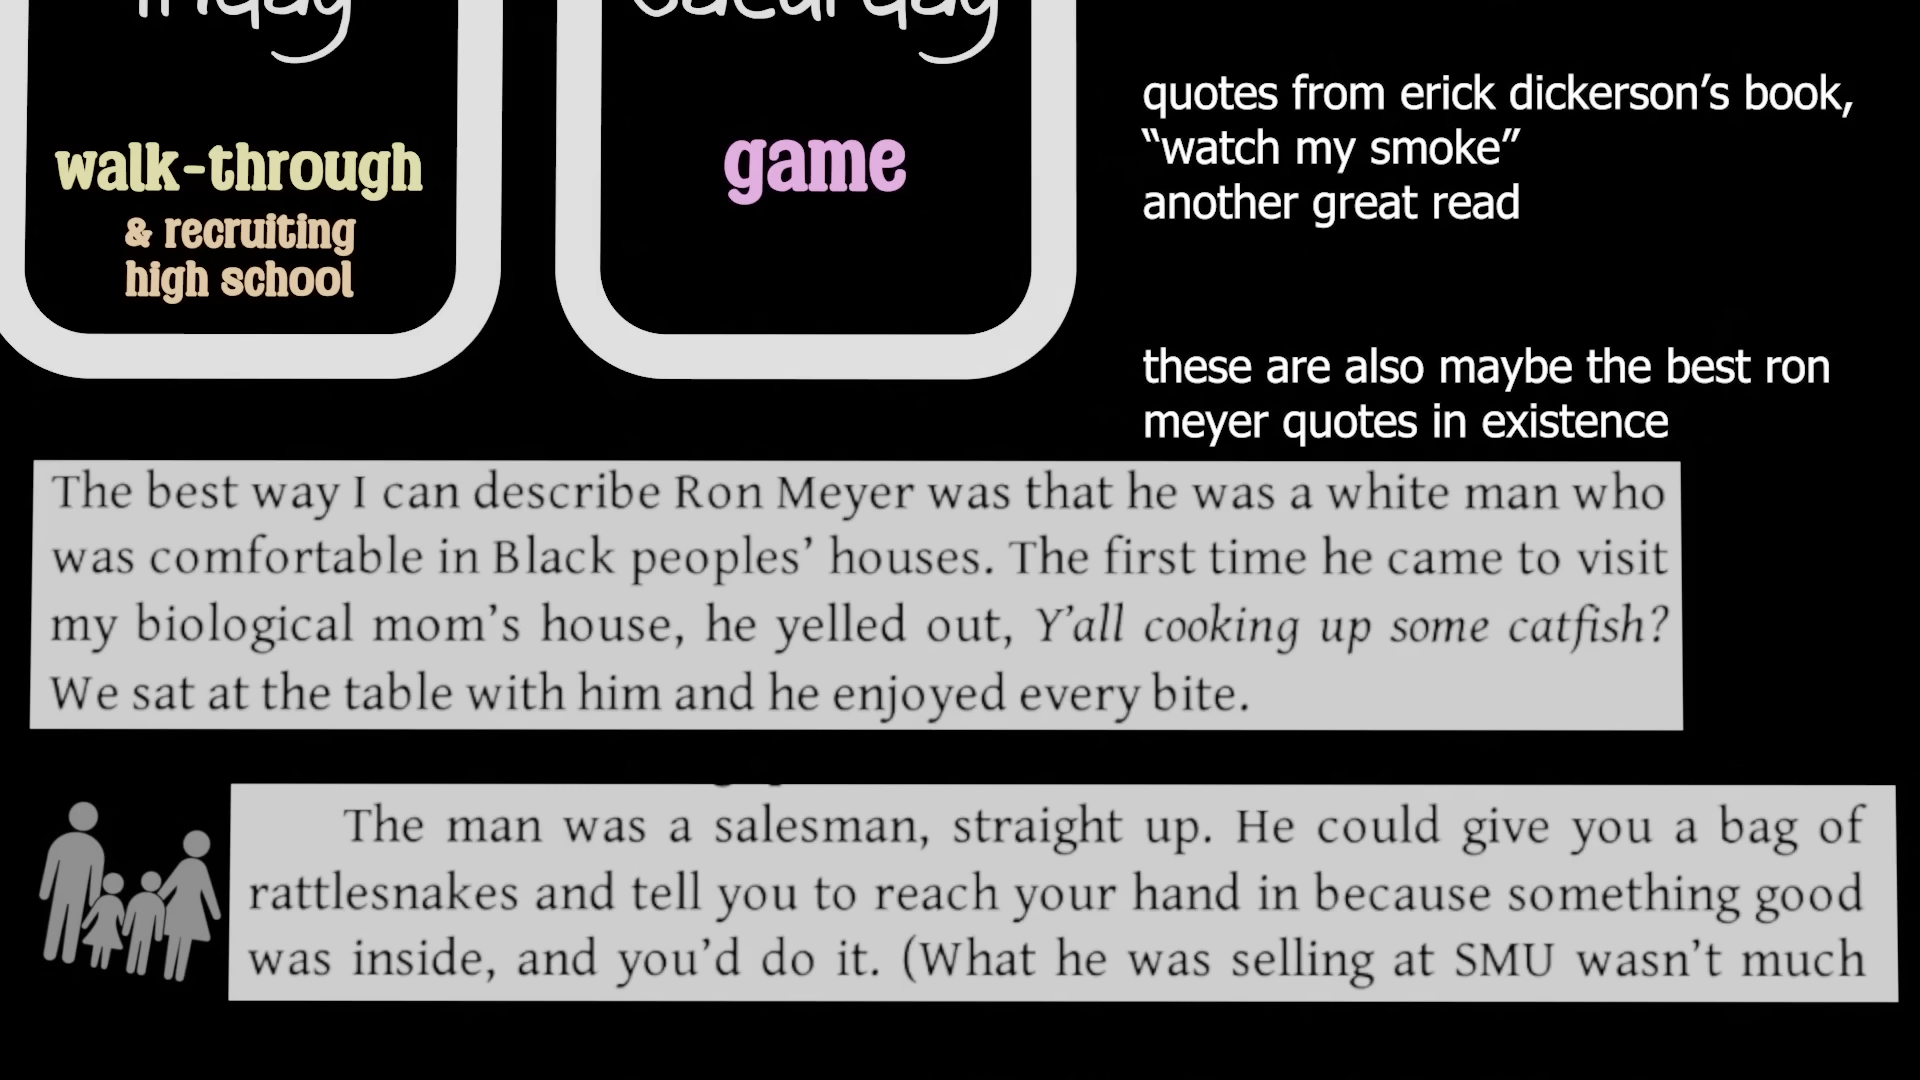 friday
saturday
walk-through
& recruiting
high school
game
quotes from erick dickerson’s book,
“watch my smoke”
another great read
these are also maybe the best ron
meyer quotes in existence
The best way I can describe Ron Meyer was that he was a white man who
was comfortable in Black peoples’ houses. The first time he came to visit
my biological mom’s house, he yelled out, Y’all cooking up some catfish?
We sat at the table with him and he enjoyed every bite.
The man was a salesman, straight up. He could give you a bag of
rattlesnakes and tell you to reach your hand in because something good
was inside, and you’d do it. (What he was selling at SMU wasn’t much